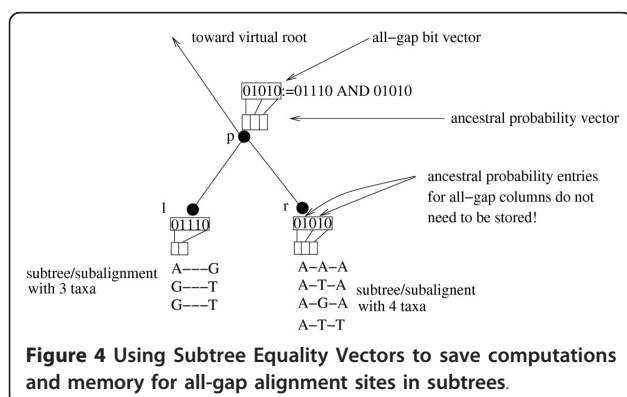 toward virtual root
all−gap bit vector
01010:=01110 AND 01010
ancestral probability vector
p
ancestral probability entries
for all−gap columns do not
need to be stored!
l
r
01110
01010
subtree/subalignment
with 3 taxa
A−−−G
G−−−T
G−−−T
A−A−A
A−T−A
A−G−A
A−T−T
subtree/subalignent
with 4 taxa
Figure 4 Using Subtree Equality Vectors to save computations
and memory for all-gap alignment sites in subtrees.